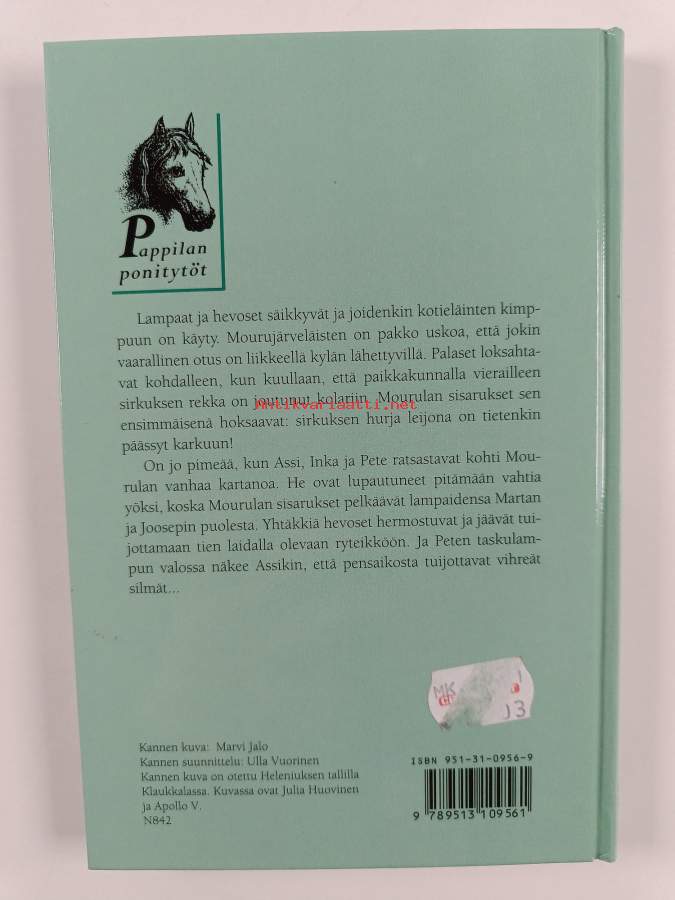 Pappilan
ponitytöt
Lampaat ja hevoset säikkyvät ja joidenkin kotieläinten kimp-
puun on käyty. Mourujärveläisten on pakko uskoa, että jokin
vaarallinen otus on liikkeellä kylän lähettyvillä. Palaset loksahta-
vat kohdalleen, kun kuullaan, että paikkakunnalla vierailleen
sirkuksen rekka on joutunut kolariin. Mourulan sisarukset sen
Antikvariaatti.net
ensimmäisenä hoksaavat: sirkuksen hurja leijona on tietenkin
päässyt karkuun!
On jo pimeää, kun Assi, Inka ja Pete ratsastavat kohti Mou-
rulan vanhaa kartanoa. He ovat lupautuneet pitämään vahtia
yöksi, koska Mourulan sisarukset pelkäävät lampaidensa Martan
ja Joosepin puolesta. Yhtäkkiä hevoset hermostuvat ja jäävät tui-
jottamaan tien laidalla olevaan ryteikköön. Ja Peten taskulam-
pun valossa näkee Assikin, että pensaikosta tuijottavat vihreät
silmät...
MK
J3
Kannen kuva: Marvi Jalo
Kannen suunnittelu: Ulla Vuorinen
Kannen kuva on otettu Heleniuksen tallilla
Klaukkalassa. Kuvassa ovat Julia Huovinen
ja Apollo V.
N842
ISBN 951-31-0956-9
9 789513 109561